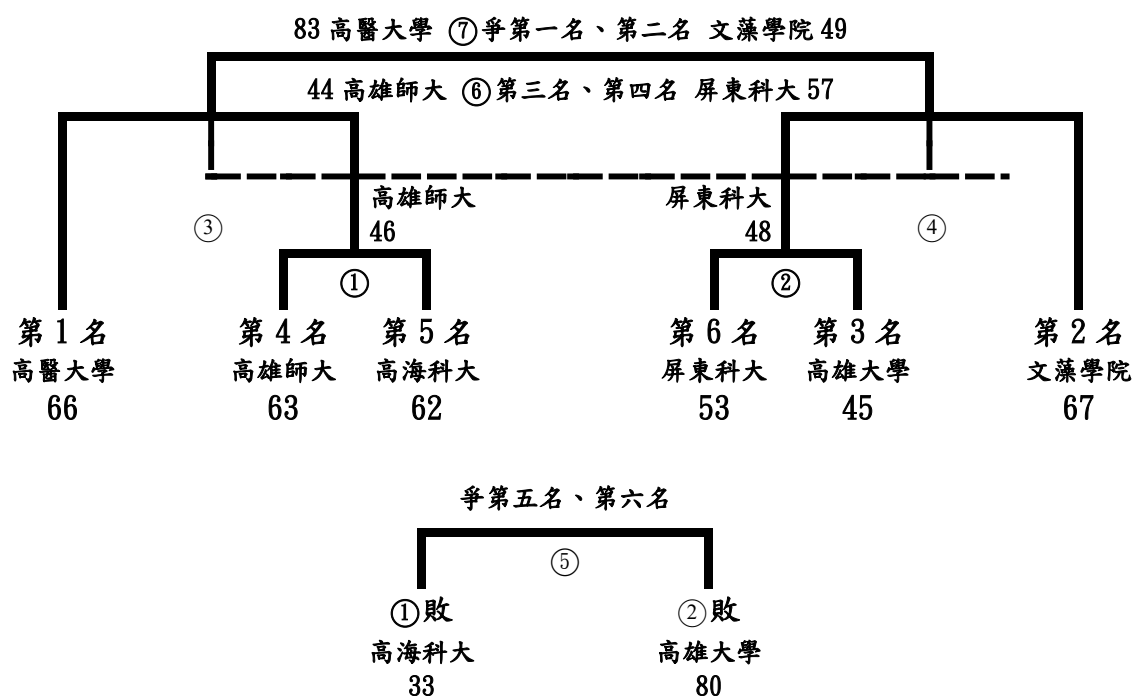 83 高醫大學 ⑦爭第一名、第二名 文藻學院 49
44 高雄師大 ⑥第三名、第四名 屏東科大 57
高雄師大 屏東科大
③ 46 48 ④
① ②
第 1 名 第 4 名 第 5 名 第 6 名 第 3 名 第 2 名
高醫大學 高雄師大 高海科大 屏東科大 高雄大學 文藻學院
66 63 62 53 45 67
爭第五名、第六名
⑤
①敗 ②敗
高海科大 高雄大學
33 80